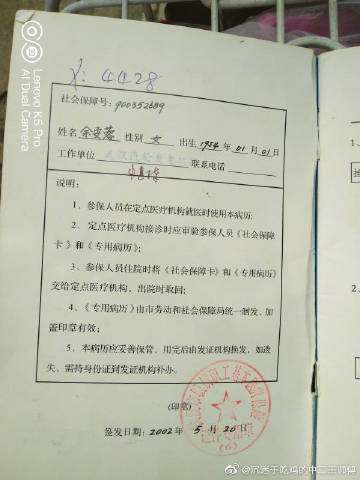 X: 4428
社会保障号: 900352689
姓名 余雪蓉 性别 女 出生 1954 年 01 月 01 日
工作单位 联系电话
说明:
1、参保人员在定点医疗机构就医时使用本病历;
2、定点医疗机构接诊时应审验参保人员《社会保障
卡》和《专用病历》;
3、参保人员住院时将《社会保障卡》和《专用病历》
交给定点医疗机构,出院时取回;
4、《专用病历》由市劳动和社会保障局统一制发、加
盖印章有效;
5、本病历应妥善保管,用完后由发证机构换发,如遗
失、需持身份证到发证机构补办。
(印章)
签发日期: 2002 年 5 月 20 日
Lenovo K5 Pro
AI Dual Camera
@沉迷于吃鸡的中二王师傅